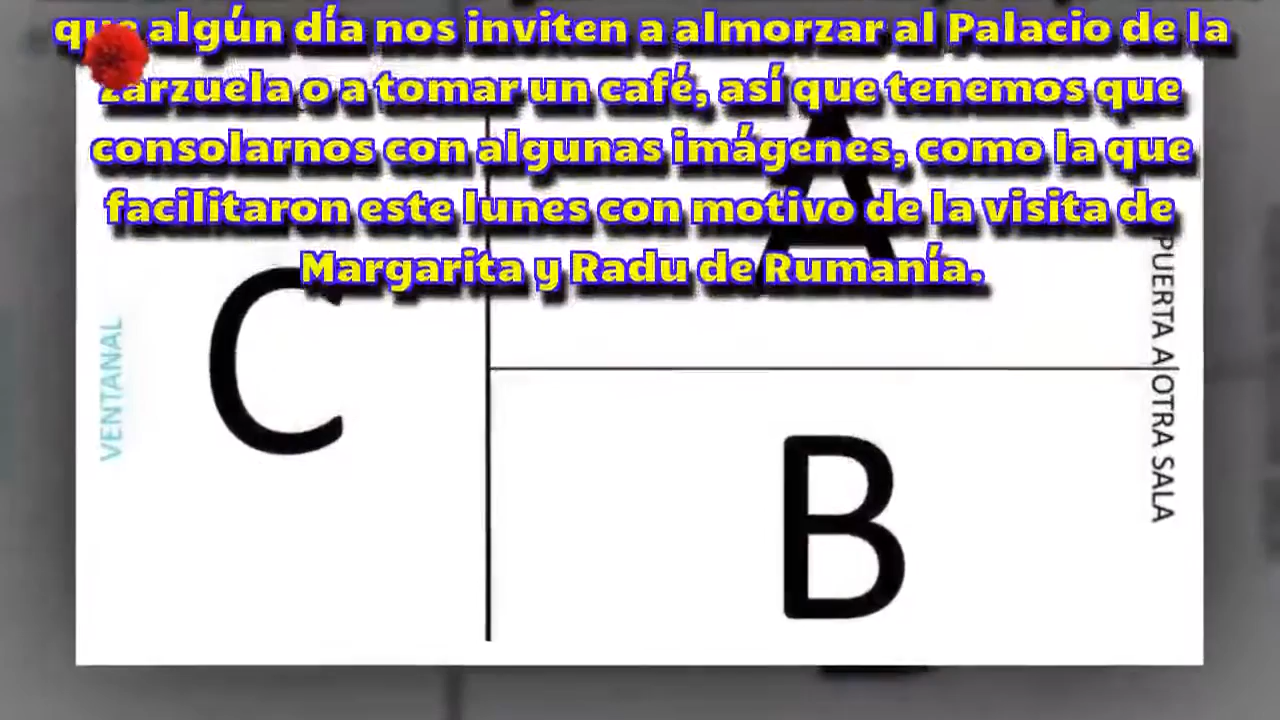 que algún día nos inviten a almorzar al Palacio de la
Zarzuela o a tomar un café, así que tenemos que
consolarnos con algunas imágenes, como la que
facilitaron este lunes con motivo de la visita de
Margarita y Radu de Rumanía.
A
C
VENTANAL
PUERTA A OTRA SALA
B